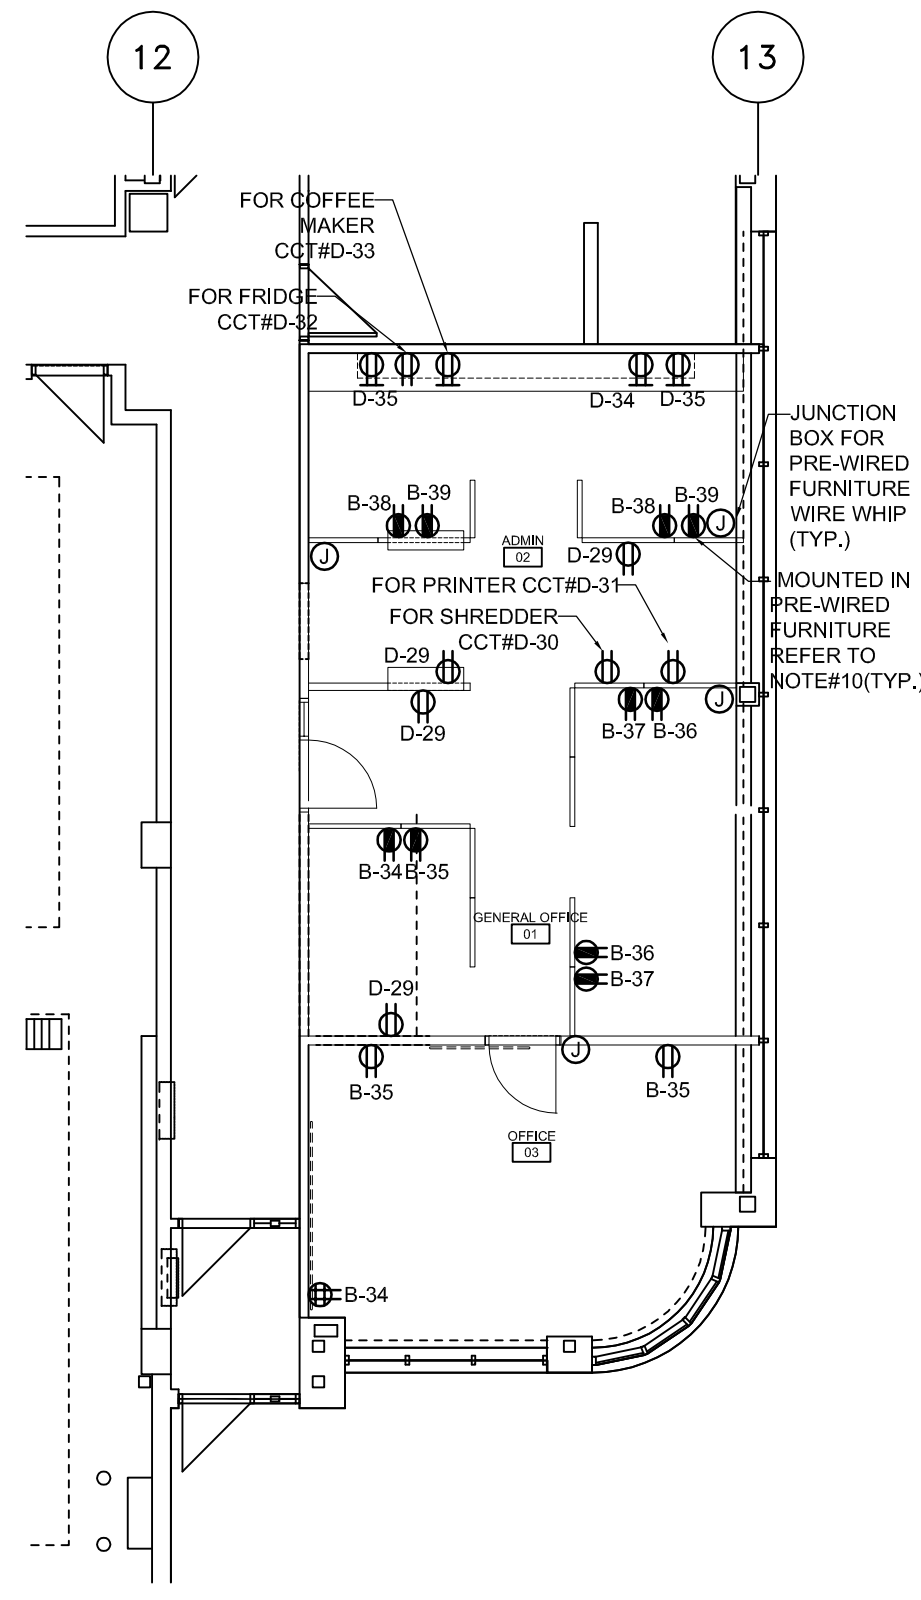 12
13
FOR COFFEE
MAKER
CCT#D-33
FOR FRIDGE
CCT#D-32
D-35
D-34
D-35
JUNCTION
BOX FOR
PRE-WIRED
FURNITURE
WIRE WHIP
(TYP.)
B-38
B-39
B-38
B-39
J
J
ADMIN
02
D-29
FOR PRINTER CCT#D-31
MOUNTED IN
PRE-WIRED
FURNITURE
REFER TO
NOTE#10(TYP.)
FOR SHREDDER
CCT#D-30
D-29
D-29
J
B-37
B-36
B-34
B-35
GENERAL OFFICE
01
B-36
B-37
D-29
J
B-35
B-35
OFFICE
03
B-34